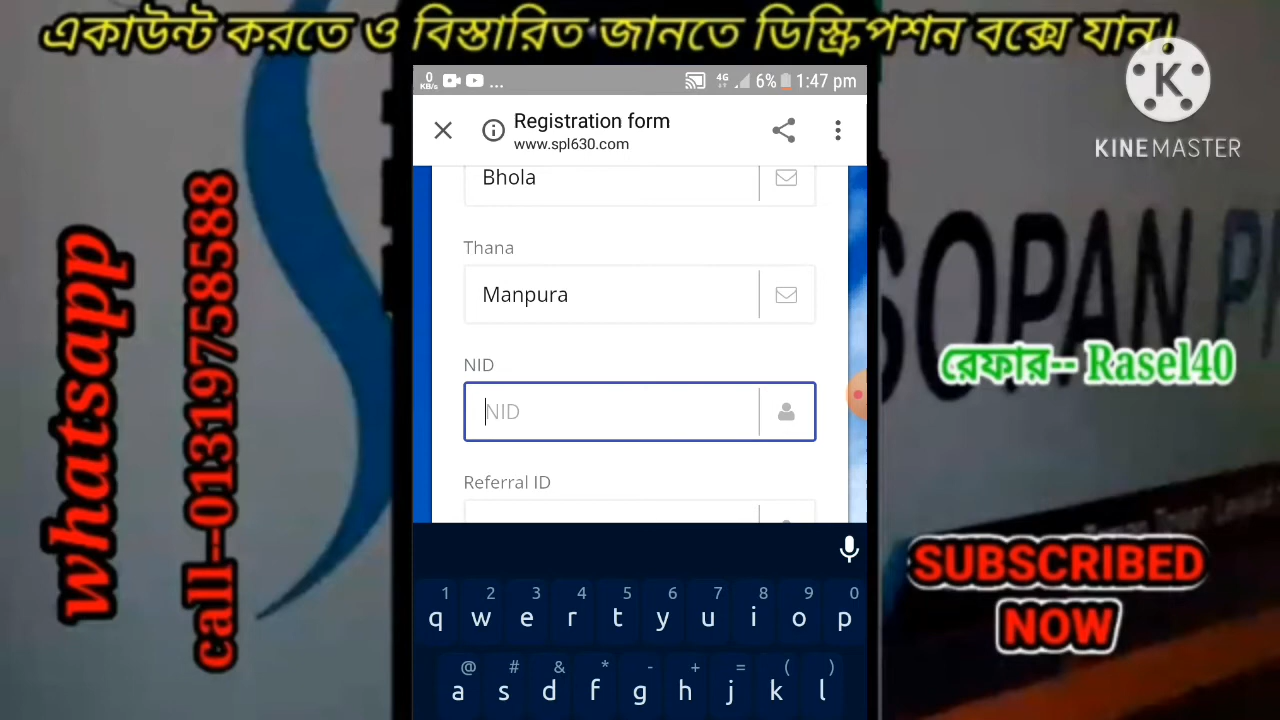 একাউন্ট করতে ও বিস্তারিত জানতে ডিস্ক্রিপশন বক্সে যান।
0 KB/s ... 4G 6% 1:47 pm
Registration form
www.spl630.com
KINEMASTER
Bhola
Thana
Manpura
NID
NID
Referral ID
whatsapp
call--01319758588
SOPAN
রেফার-- Rasel40
SUBSCRIBED
NOW
1 2 3 4 5 6 7 8 9 0
q w e r t y u i o p
@ # & * - + = ( )
a s d f g h j k l